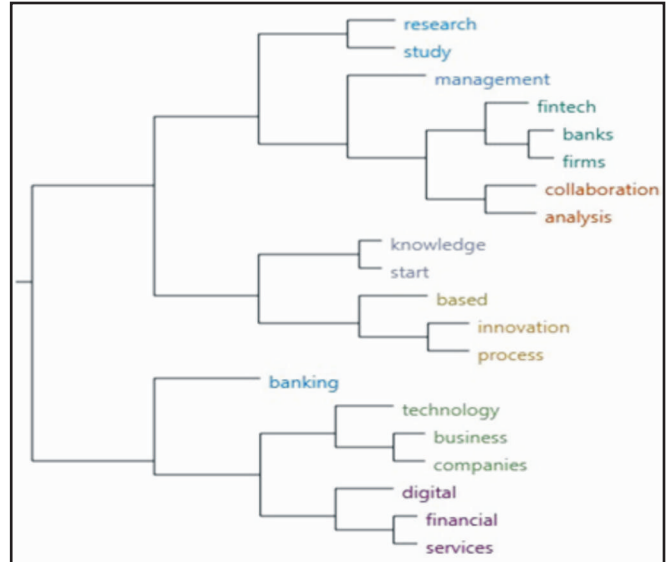 research
study
management
fintech
banks
firms
collaboration
analysis
knowledge
start
based
innovation
process
banking
technology
business
companies
digital
financial
services